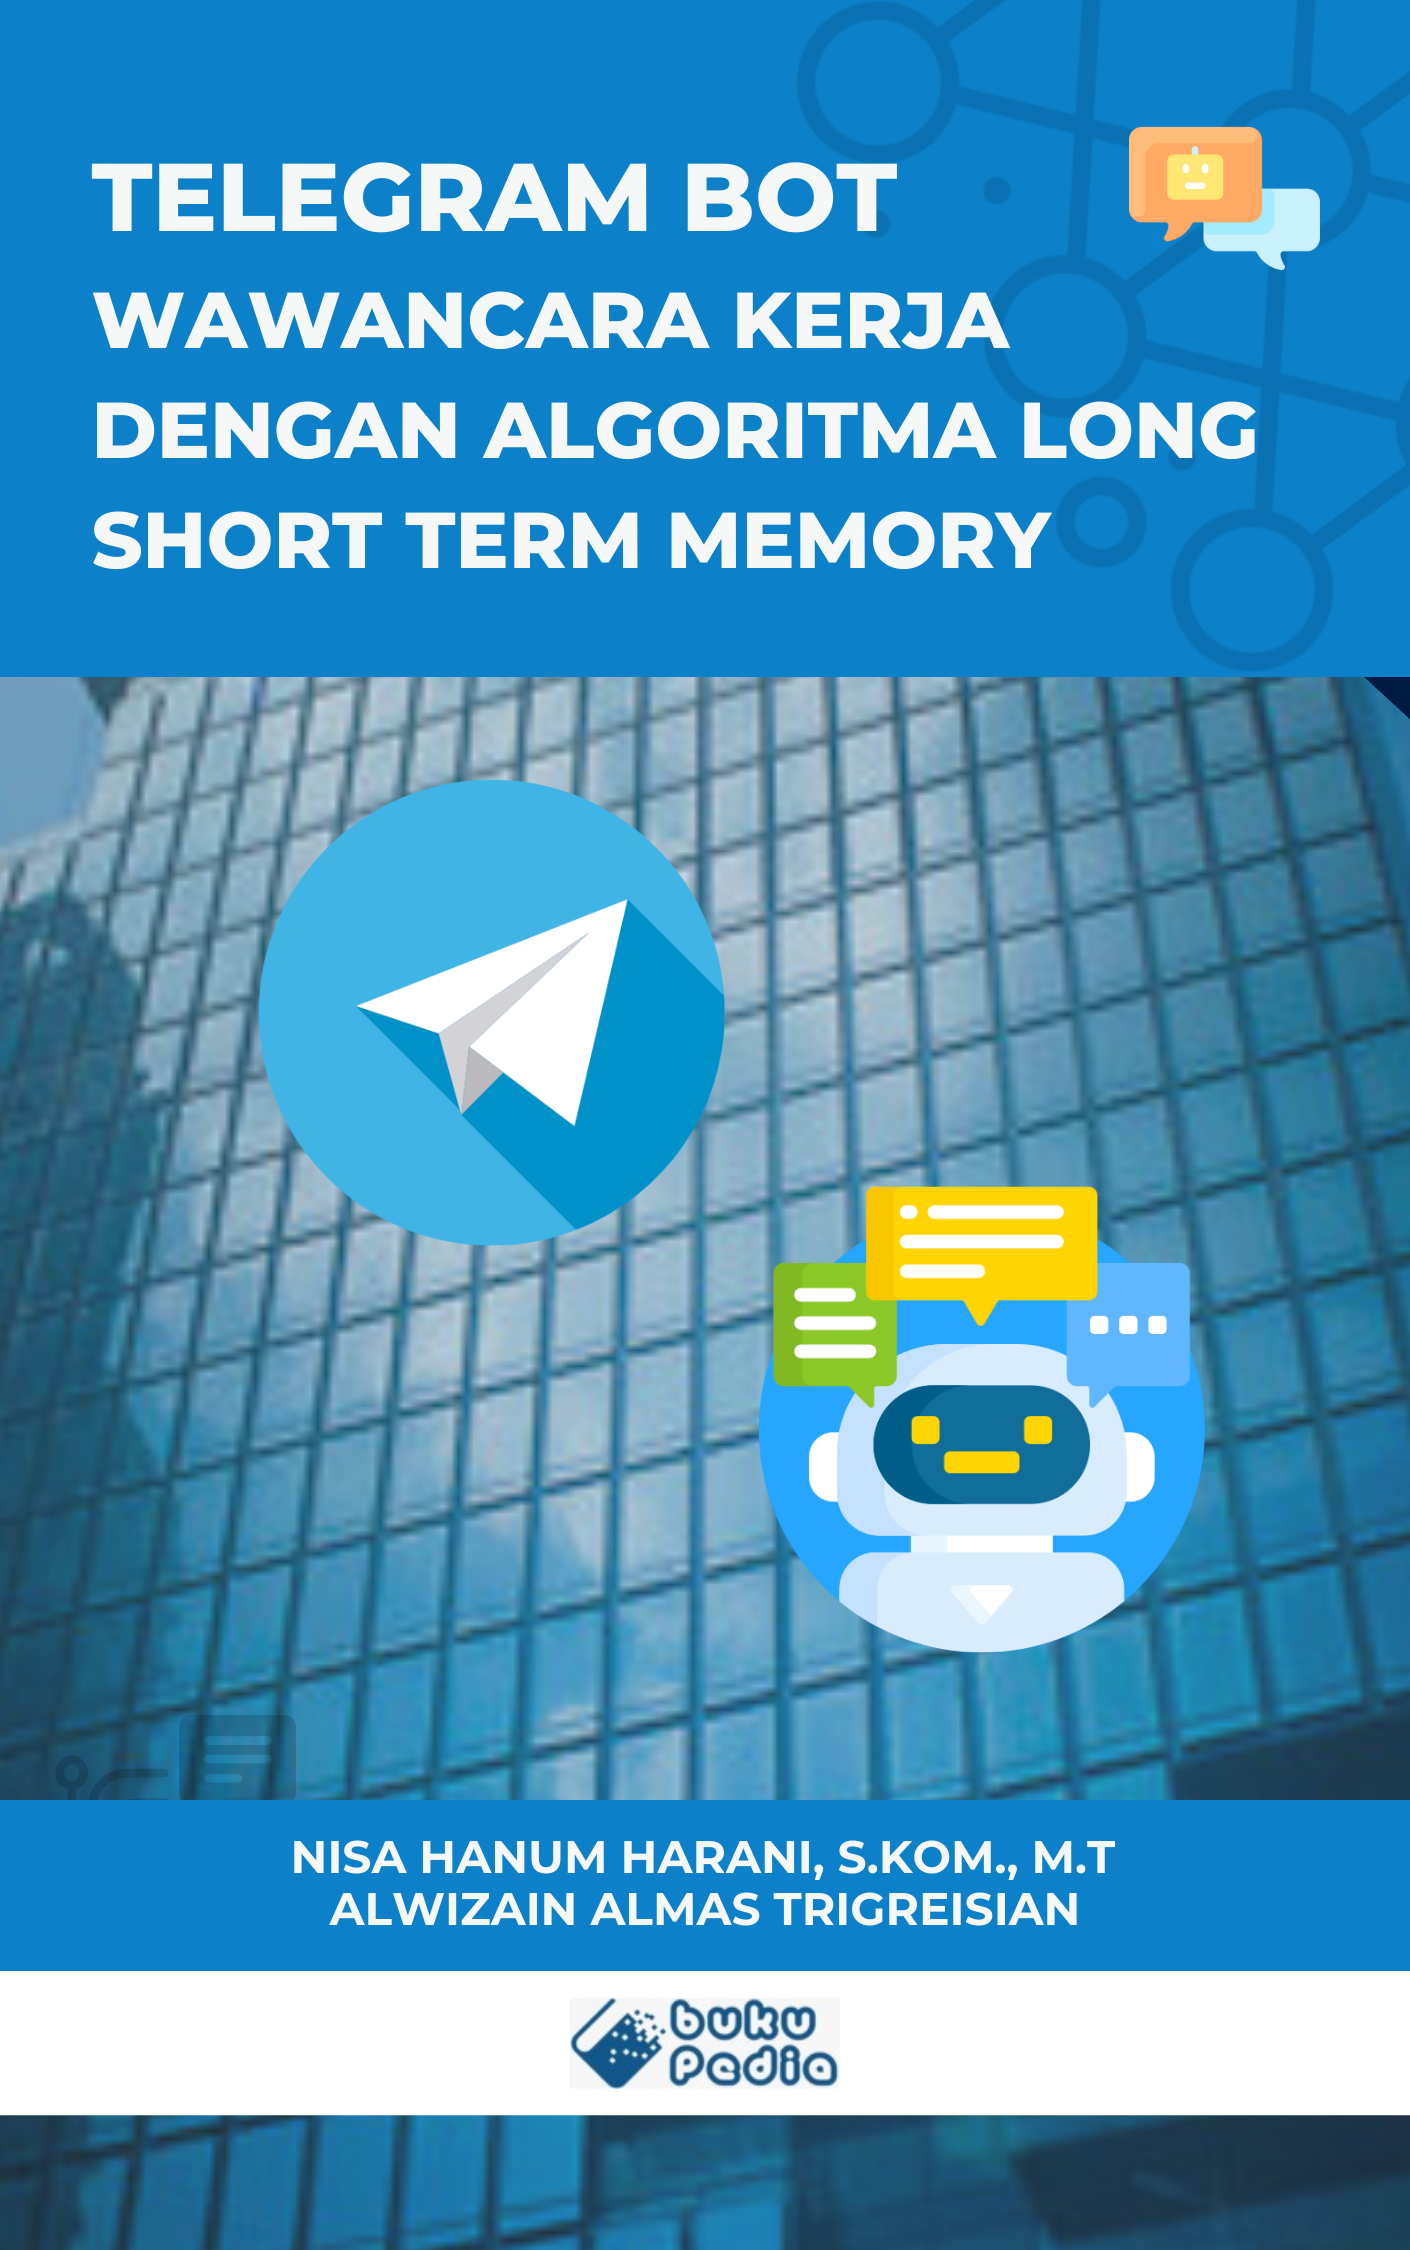 TELEGRAM BOT
WAWANCARA KERJA
DENGAN ALGORITMA LONG
SHORT TERM MEMORY
NISA HANUM HARANI, S.KOM., M.T
ALWIZAIN ALMAS TRIGREISIAN
buku
Pedia